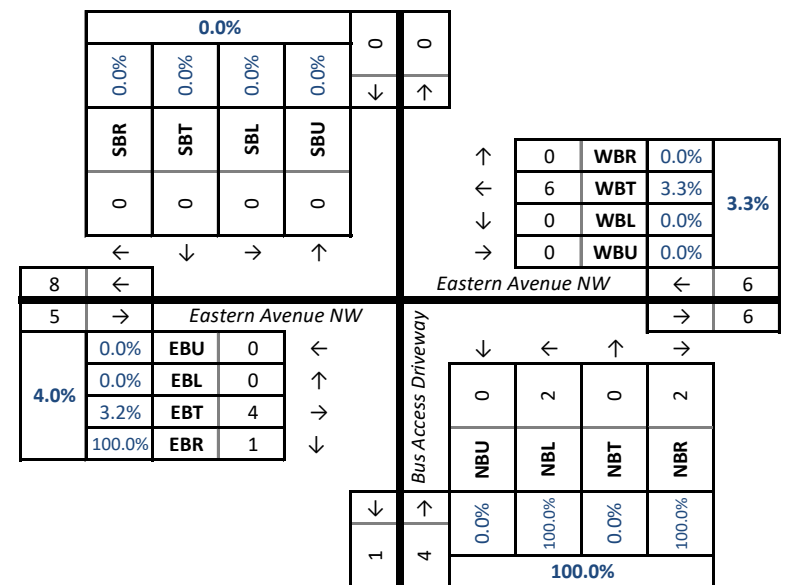 0.0%
0 0
0.0% 0.0% 0.0% 0.0%
↓ ↑
SBR SBT SBL SBU
0 0 0 0
← ↓ → ↑
↑ 0 WBR 0.0%
← 6 WBT 3.3%
↓ 0 WBL 0.0%
→ 0 WBU 0.0%
3.3%
8 ←
Eastern Avenue NW ← 6
5 → Eastern Avenue NW
→ 6
4.0%
0.0% EBU 0 ←
0.0% EBL 0 ↑
3.2% EBT 4 →
100.0% EBR 1 ↓
Bus Access Driveway
↓ ← ↑ →
0 2 0 2
NBU NBL NBT NBR
↓ ↑
0.0% 100.0% 0.0% 100.0%
1 4
100.0%